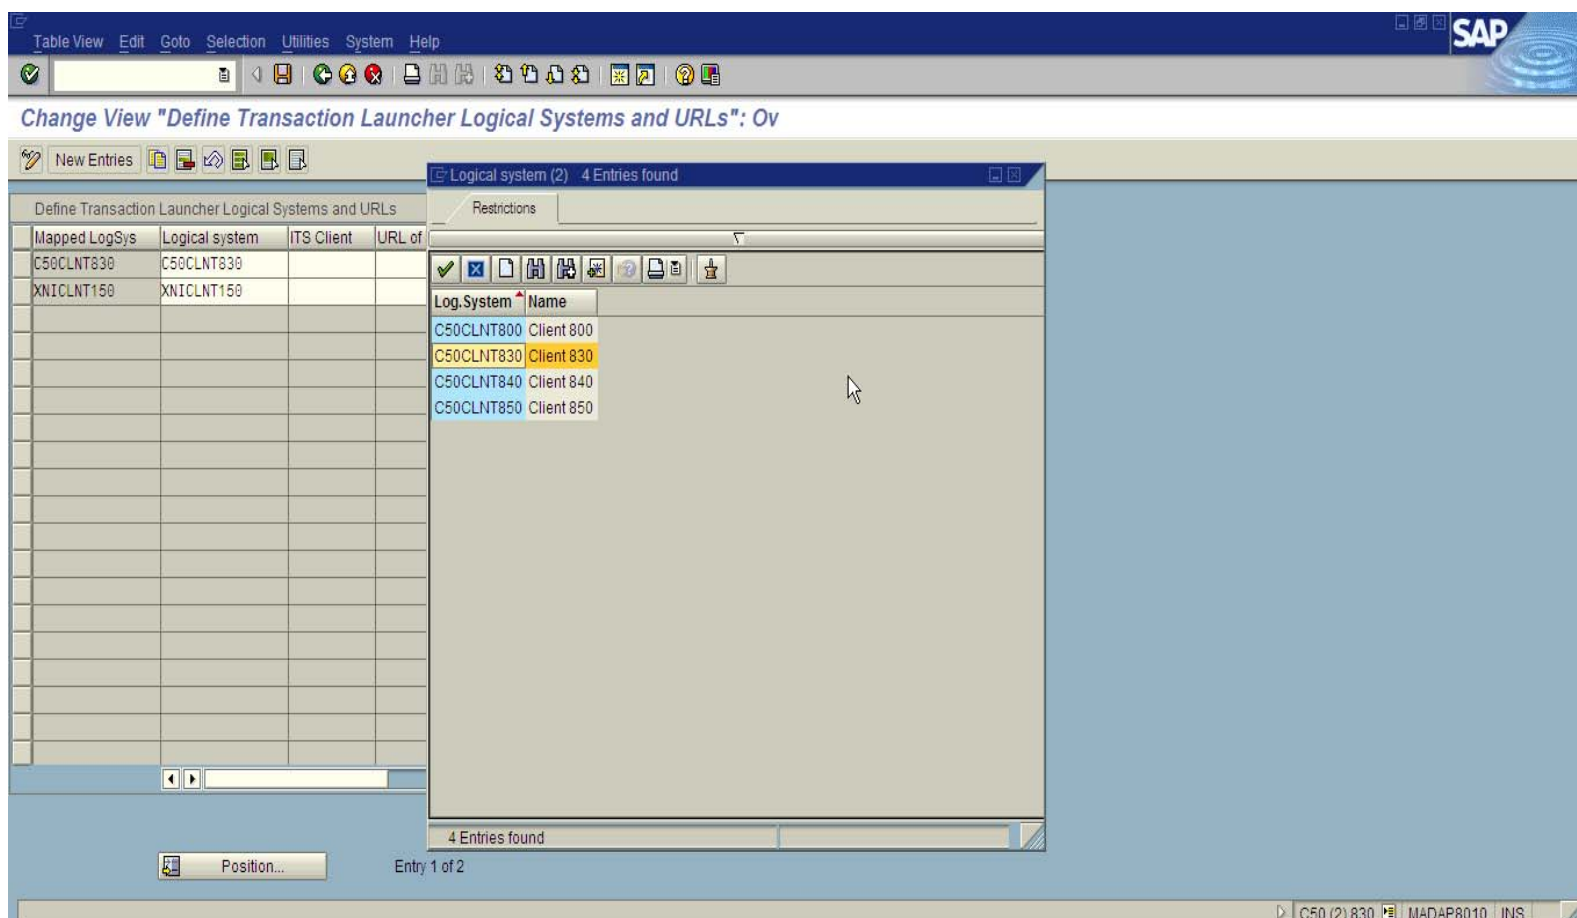 Table View Edit Goto Selection Utilities System Help
SAP
Change View "Define Transaction Launcher Logical Systems and URLs": Ov
New Entries
Define Transaction Launcher Logical Systems and URLs
Mapped LogSys Logical system ITS Client URL of
C50CLNT830 C50CLNT830
XNICLNT150 XNICLNT150
Logical system (2) 4 Entries found
Restrictions
Log.System Name
C50CLNT800 Client 800
C50CLNT830 Client 830
C50CLNT840 Client 840
C50CLNT850 Client 850
4 Entries found
Position... Entry 1 of 2
C50 (2) 830 MADAP8010 INS